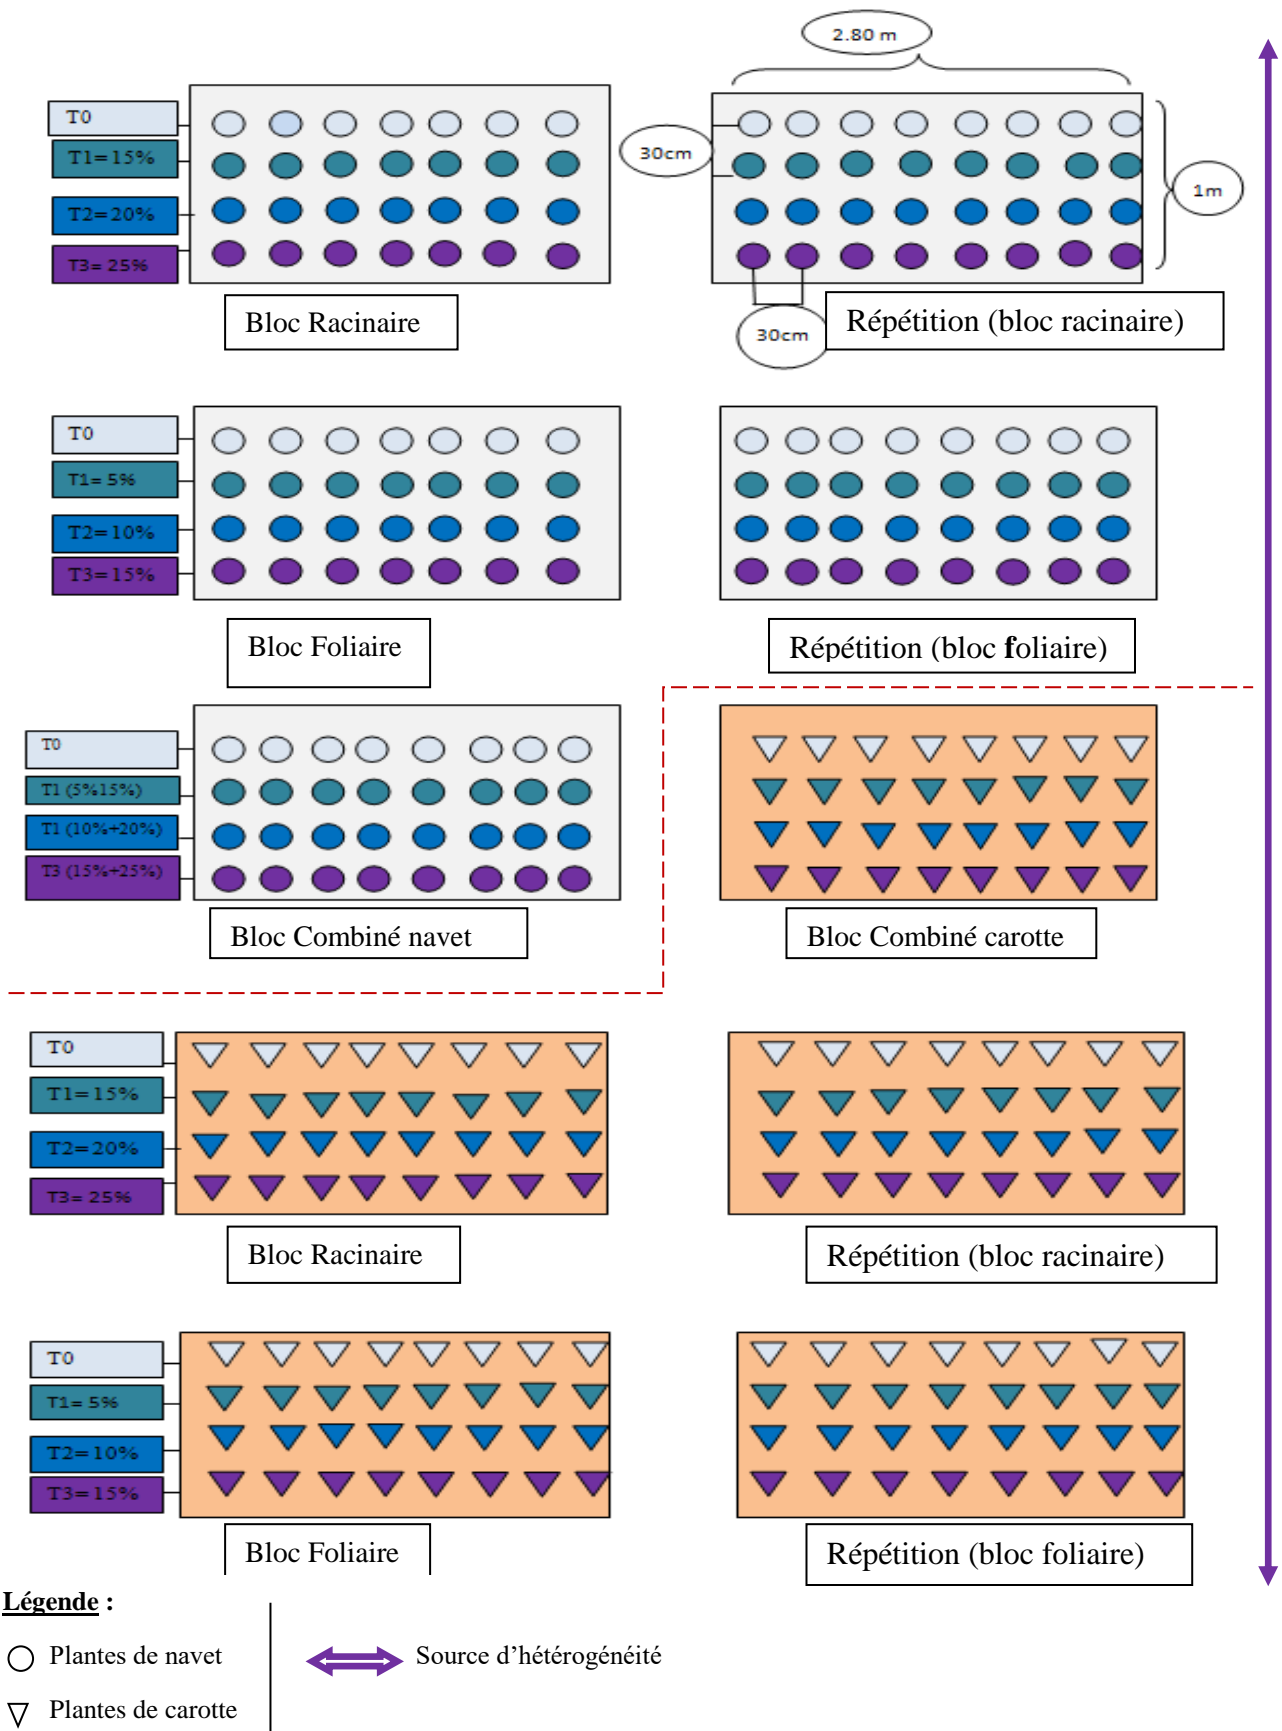 2.80 m
T0
T1=15%
T2=20%
T3= 25%
30cm
1m
30cm
Bloc Racinaire
Répétition (bloc racinaire)
T0
T1= 5%
T2=10%
T3=15%
Bloc Foliaire
Répétition (bloc foliaire)
T0
T1 (5%15%)
T1 (10%+20%)
T3 (15%+25%)
Bloc Combiné navet
Bloc Combiné carotte
T0
T1=15%
T2=20%
T3= 25%
Bloc Racinaire
Répétition (bloc racinaire)
T0
T1= 5%
T2=10%
T3=15%
Bloc Foliaire
Répétition (bloc foliaire)
Légende :
Plantes de navet
Source d’hétérogénéité
Plantes de carotte